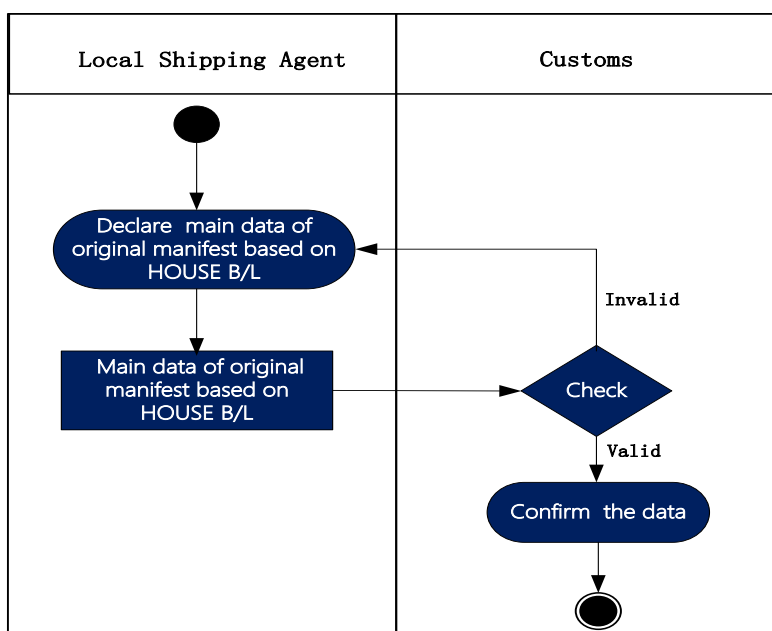 Local Shipping Agent
Customs
Declare main data of
original manifest based on
HOUSE B/L
Invalid
Main data of original
manifest based on
HOUSE B/L
Check
Valid
Confirm the data